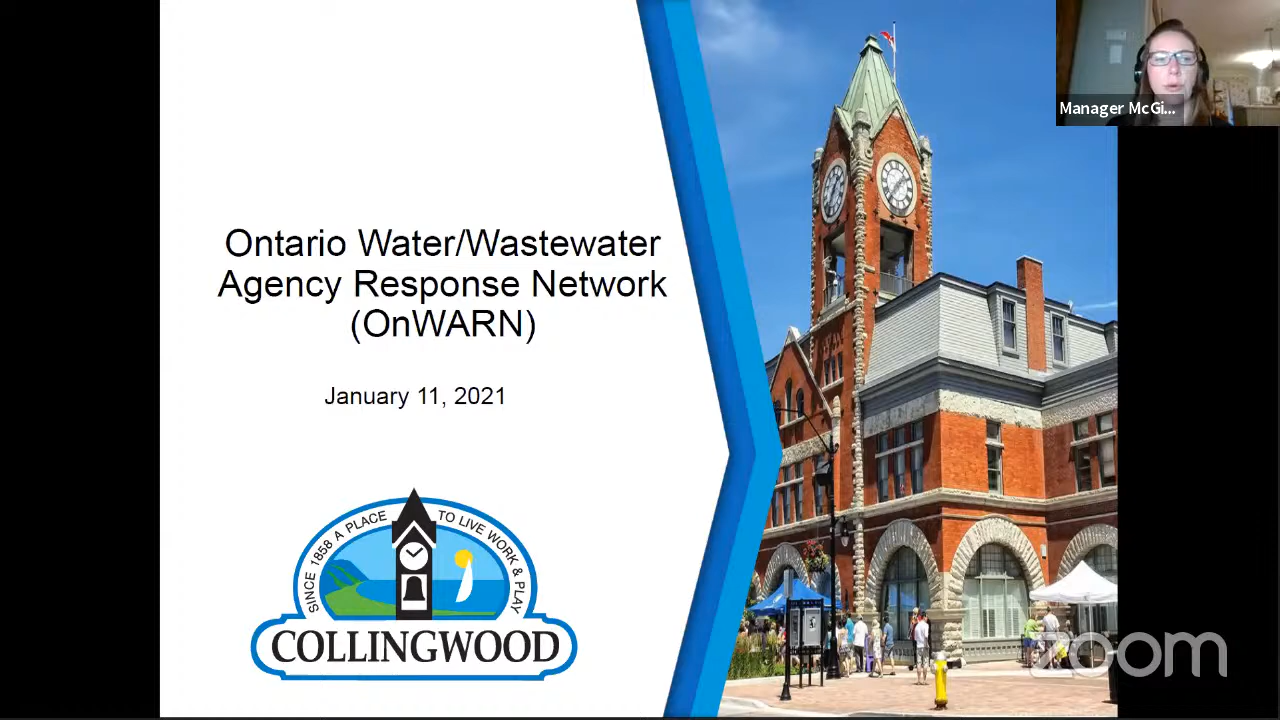 Ontario Water/Wastewater
Agency Response Network
(OnWARN)
January 11, 2021
SINCE 1858 A PLACE TO LIVE WORK & PLAY
COLLINGWOOD
Manager McGi...
zoom